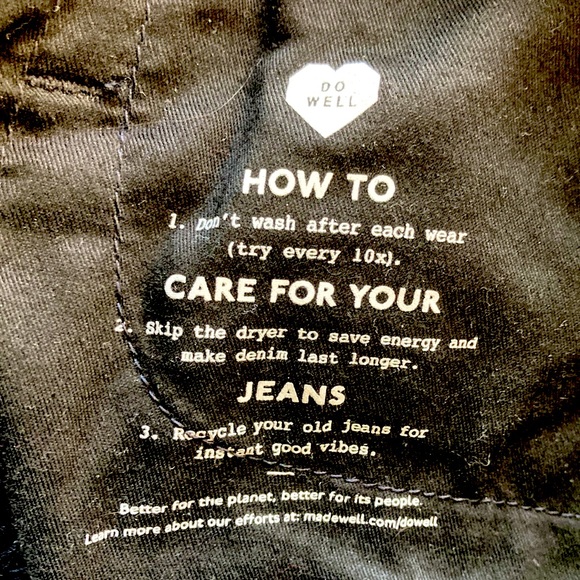 DO
WELL
HOW TO
1. Don't wash after each wear
(try every 10x).
CARE FOR YOUR
2. Skip the dryer to save energy and
make denim last longer.
JEANS
3. Recycle your old jeans for
instant good vibes.
Better for the planet, better for its people.
Learn more about our efforts at: madewell.com/dowell